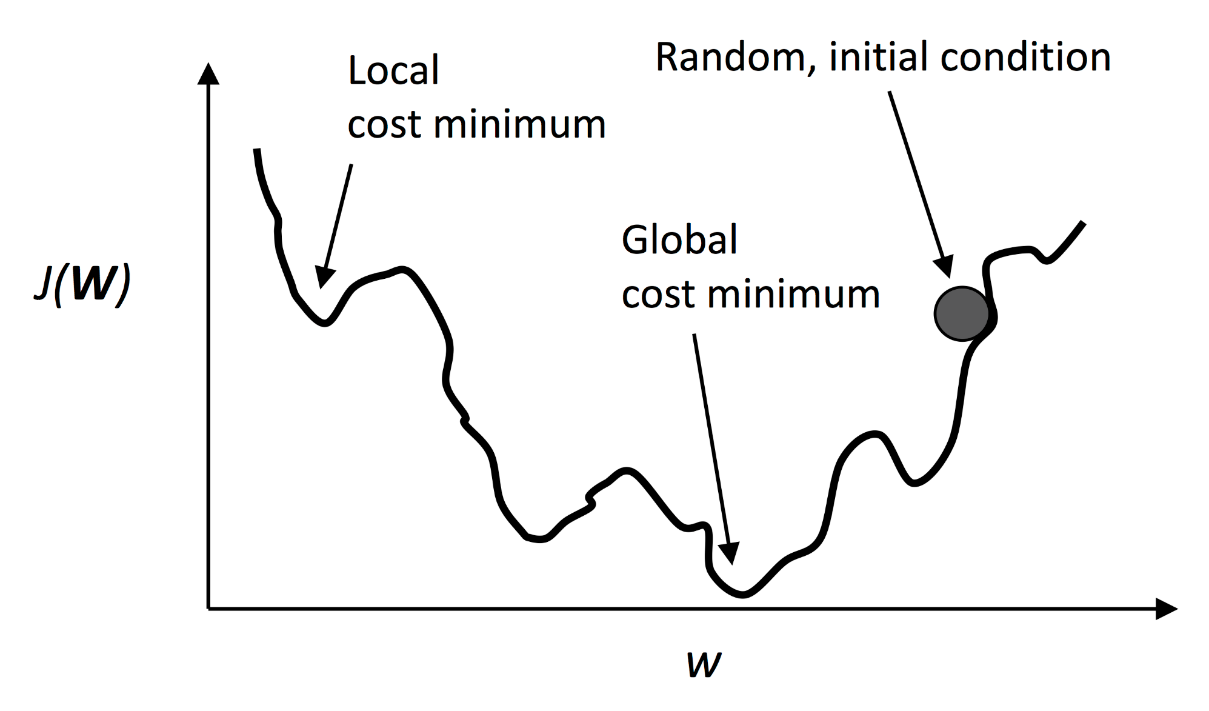 Local
cost minimum
Random, initial condition
Global
cost minimum
J(W)
w